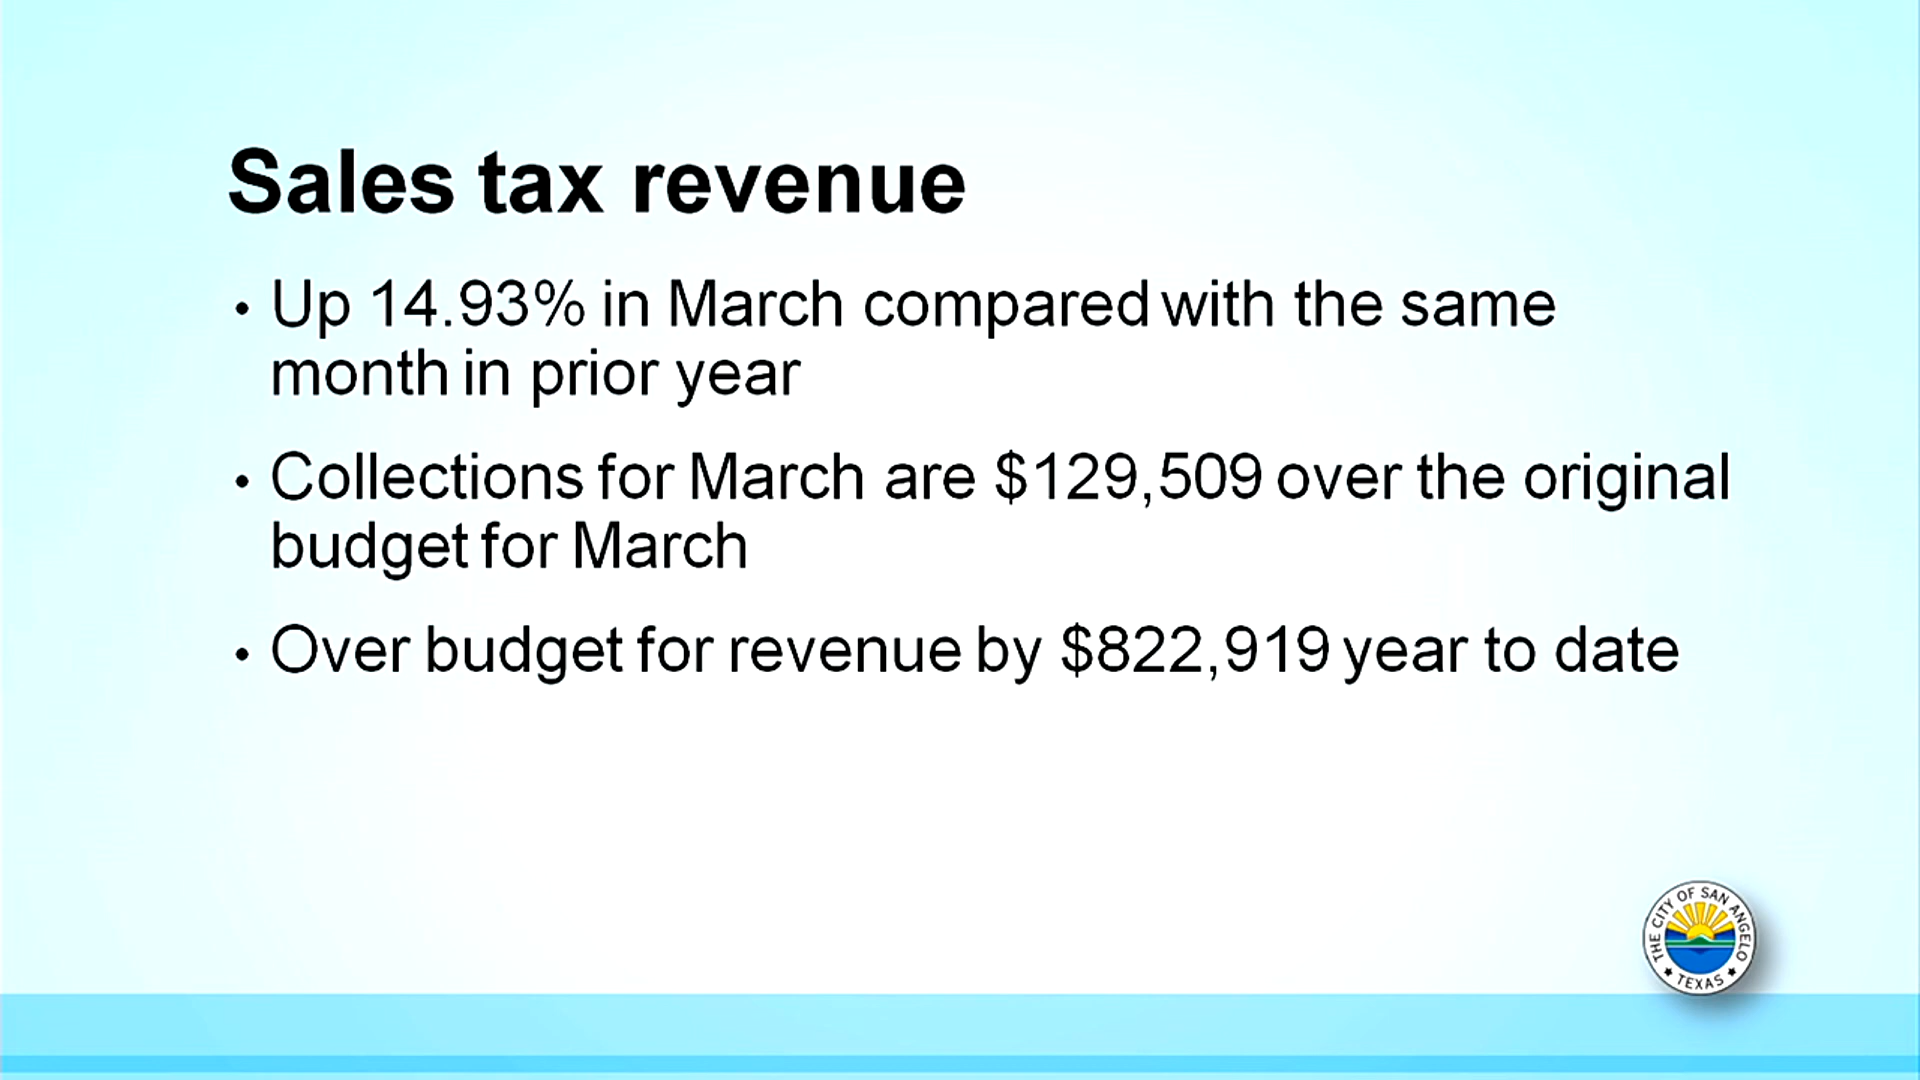 Sales tax revenue
• Up 14.93% in March compared with the same
month in prior year
• Collections for March are $129,509 over the original
budget for March
• Over budget for revenue by $822,919 year to date
THE CITY OF SAN ANGELO
TEXAS